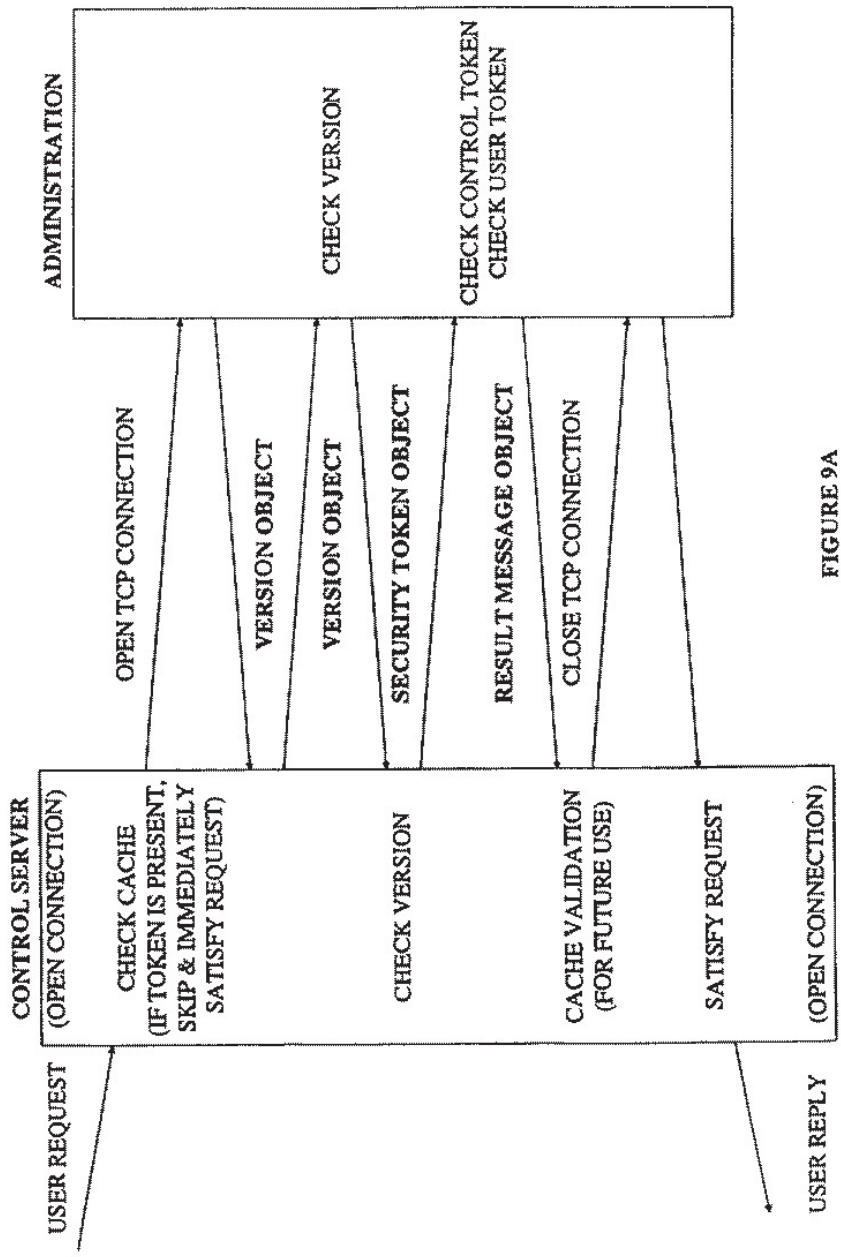 USER REQUEST
CONTROL SERVER
(OPEN CONNECTION)
CHECK CACHE
(IF TOKEN IS PRESENT,
SKIP & IMMEDIATELY
SATISFY REQUEST)
CHECK VERSION
CACHE VALIDATION
(FOR FUTURE USE)
SATISFY REQUEST
(OPEN CONNECTION)
USER REPLY
OPEN TCP CONNECTION
VERSION OBJECT
VERSION OBJECT
SECURITY TOKEN OBJECT
RESULT MESSAGE OBJECT
CLOSE TCP CONNECTION
ADMINISTRATION
CHECK VERSION
CHECK CONTROL TOKEN
CHECK USER TOKEN
FIGURE 9A